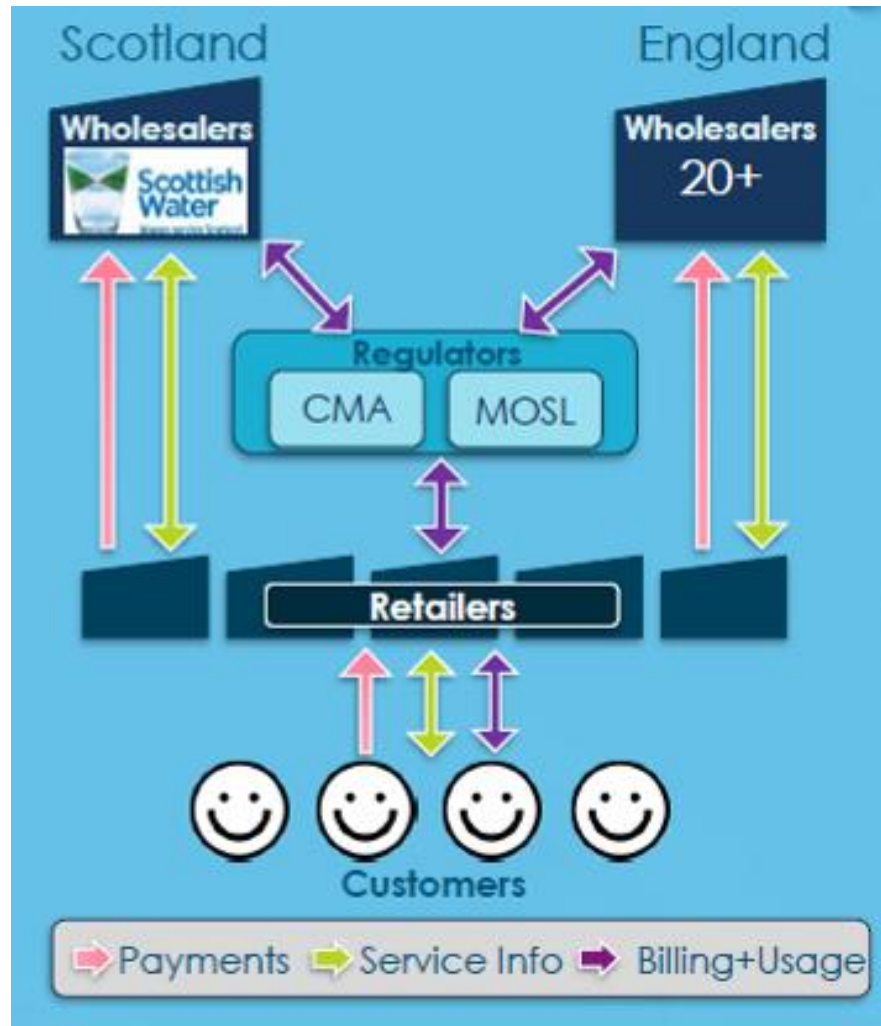 Scotland
England
Wholesalers
Scottish
Water
Wholesalers
20+
Regulators
CMA
MOSL
Retailers
Customers
Payments
Service Info
Billing+Usage